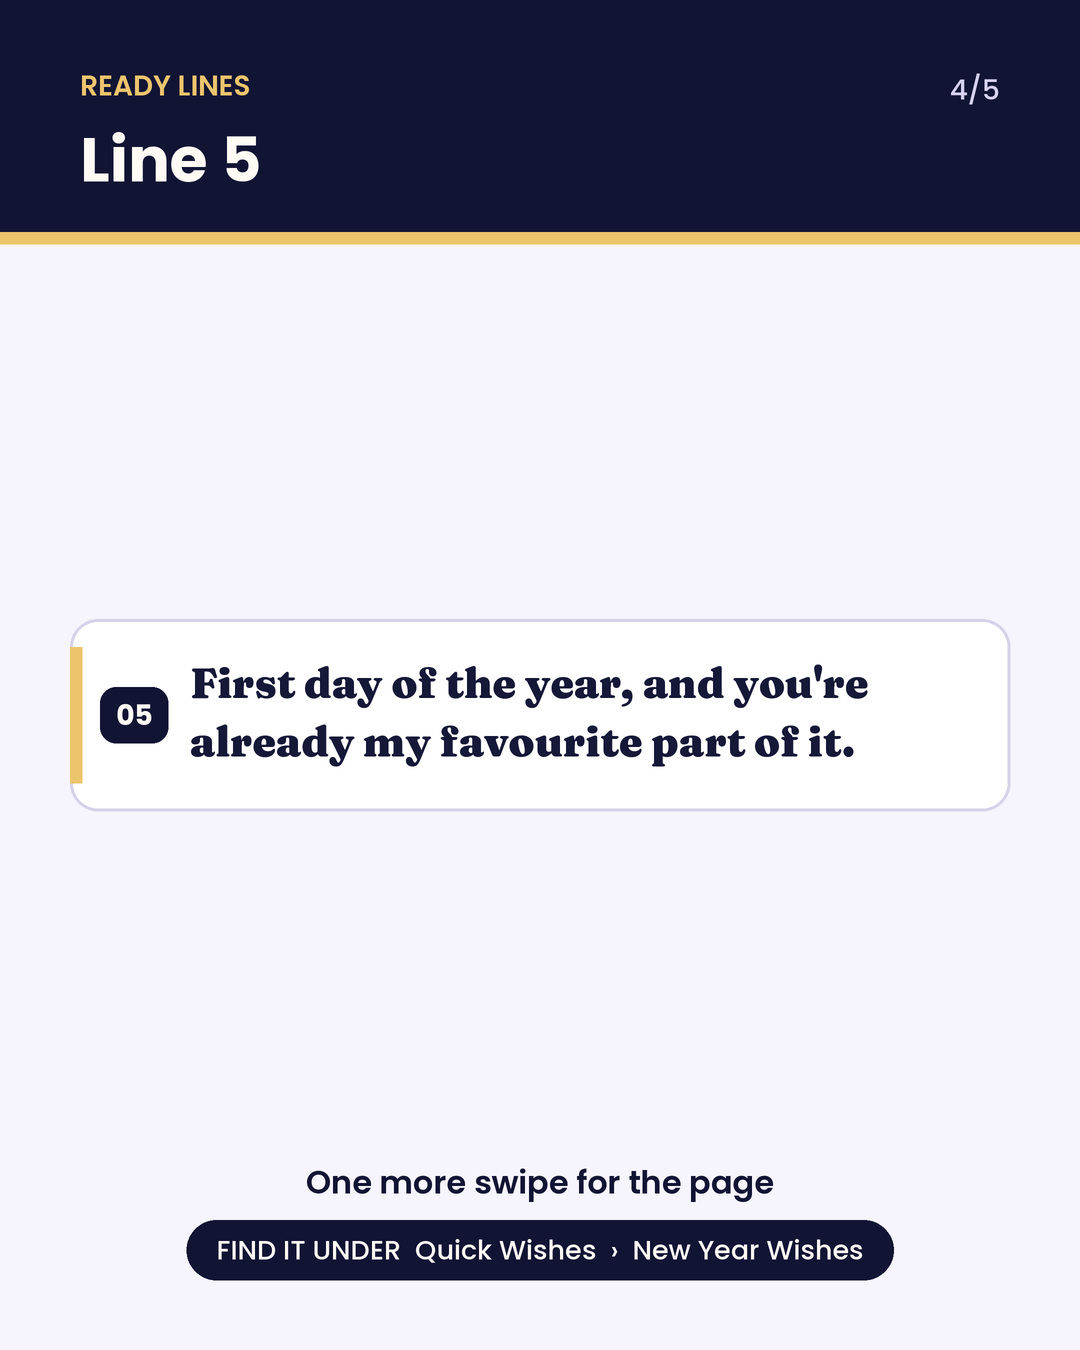 READY LINES
4/5
Line 5
05
First day of the year, and you're
already my favourite part of it.
One more swipe for the page
FIND IT UNDER Quick Wishes › New Year Wishes